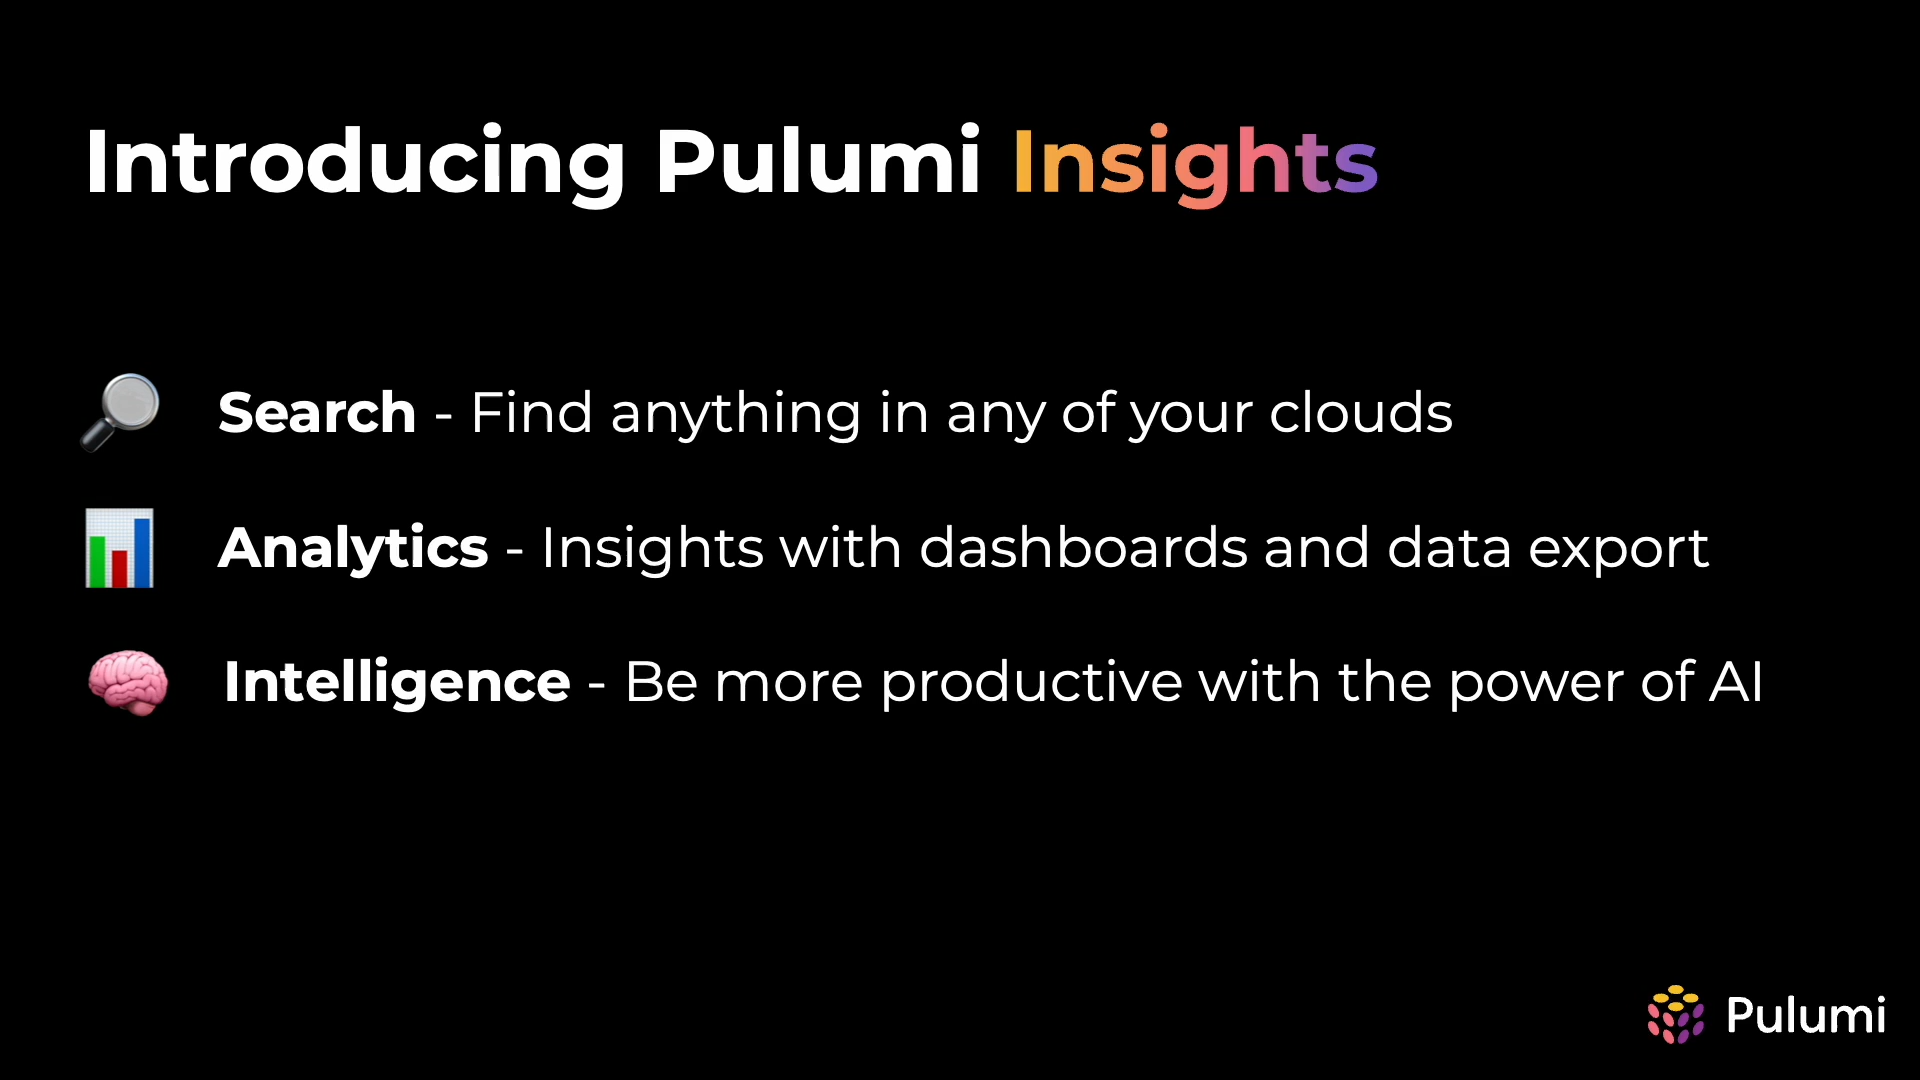 Introducing Pulumi Insights
Search - Find anything in any of your clouds
Analytics - Insights with dashboards and data export
Intelligence - Be more productive with the power of AI
Pulumi